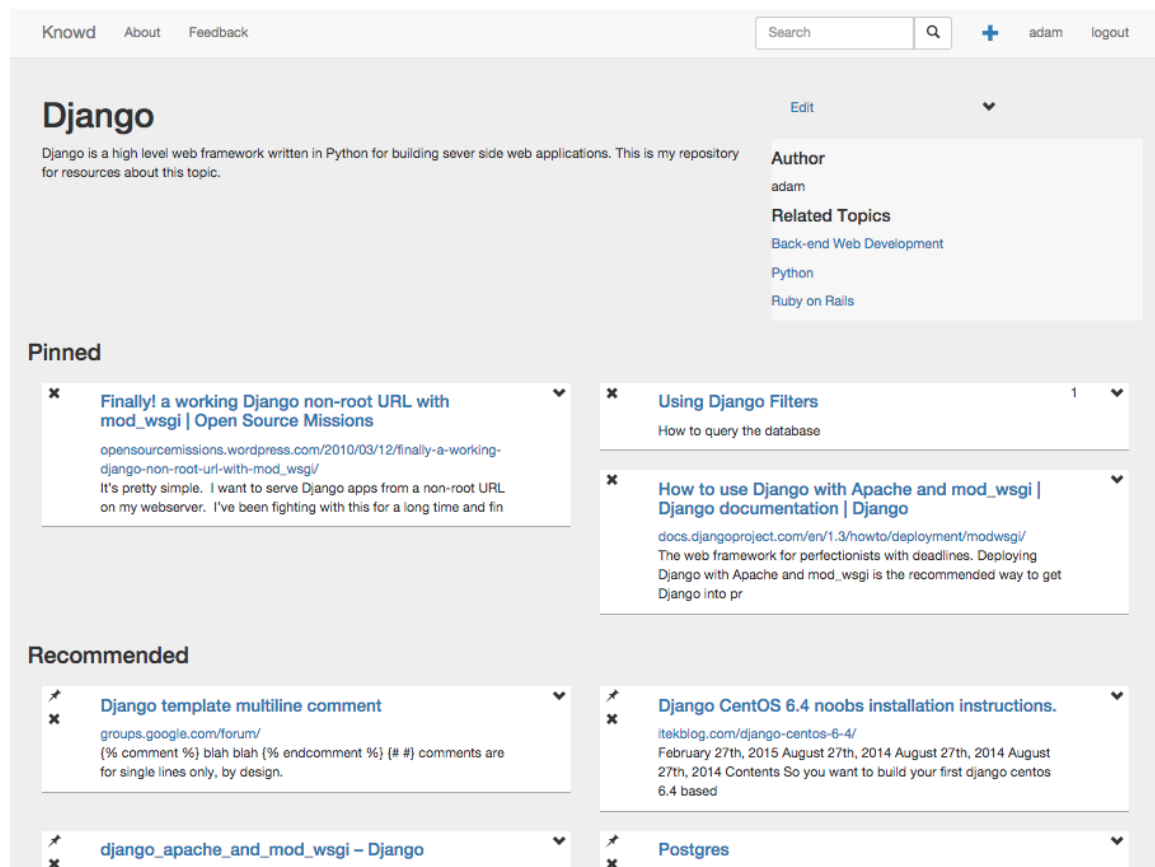 Knowd About Feedback Search adam logout
Django
Edit
Django is a high level web framework written in Python for building sever side web applications. This is my repository
for resources about this topic.
Author
adam
Related Topics
Back-end Web Development
Python
Ruby on Rails
Pinned
Finally! a working Django non-root URL with
mod_wsgi | Open Source Missions
opensourcemissions.wordpress.com/2010/03/12/finally-a-working-
django-non-root-url-with-mod_wsgi/
It's pretty simple.  I want to serve Django apps from a non-root URL
on my webserver.  I've been fighting with this for a long time and fin
Using Django Filters
1
How to query the database
How to use Django with Apache and mod_wsgi |
Django documentation | Django
docs.djangoproject.com/en/1.3/howto/deployment/modwsgi/
The web framework for perfectionists with deadlines. Deploying
Django with Apache and mod_wsgi is the recommended way to get
Django into pr
Recommended
Django template multiline comment
groups.google.com/forum/
{% comment %} blah blah {% endcomment %} {# #} comments are
for single lines only, by design.
Django CentOS 6.4 noobs installation instructions.
itekblog.com/django-centos-6-4/
February 27th, 2015 August 27th, 2014 August 27th, 2014 August
27th, 2014 Contents So you want to build your first django centos
6.4 based
django_apache_and_mod_wsgi – Django
Postgres